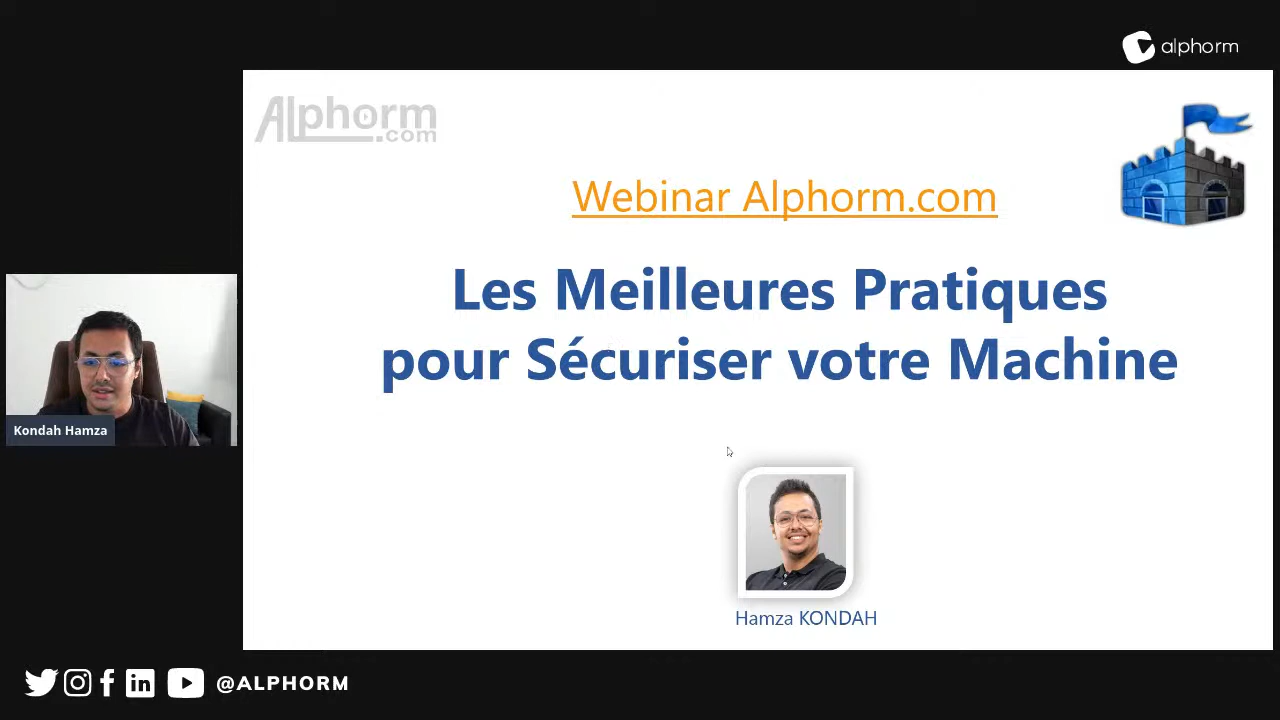 alphorm
Alphorm
.com
Webinar Alphorm.com
Les Meilleures Pratiques
pour Sécuriser votre Machine
Kondah Hamza
Hamza KONDAH
@ALPHORM